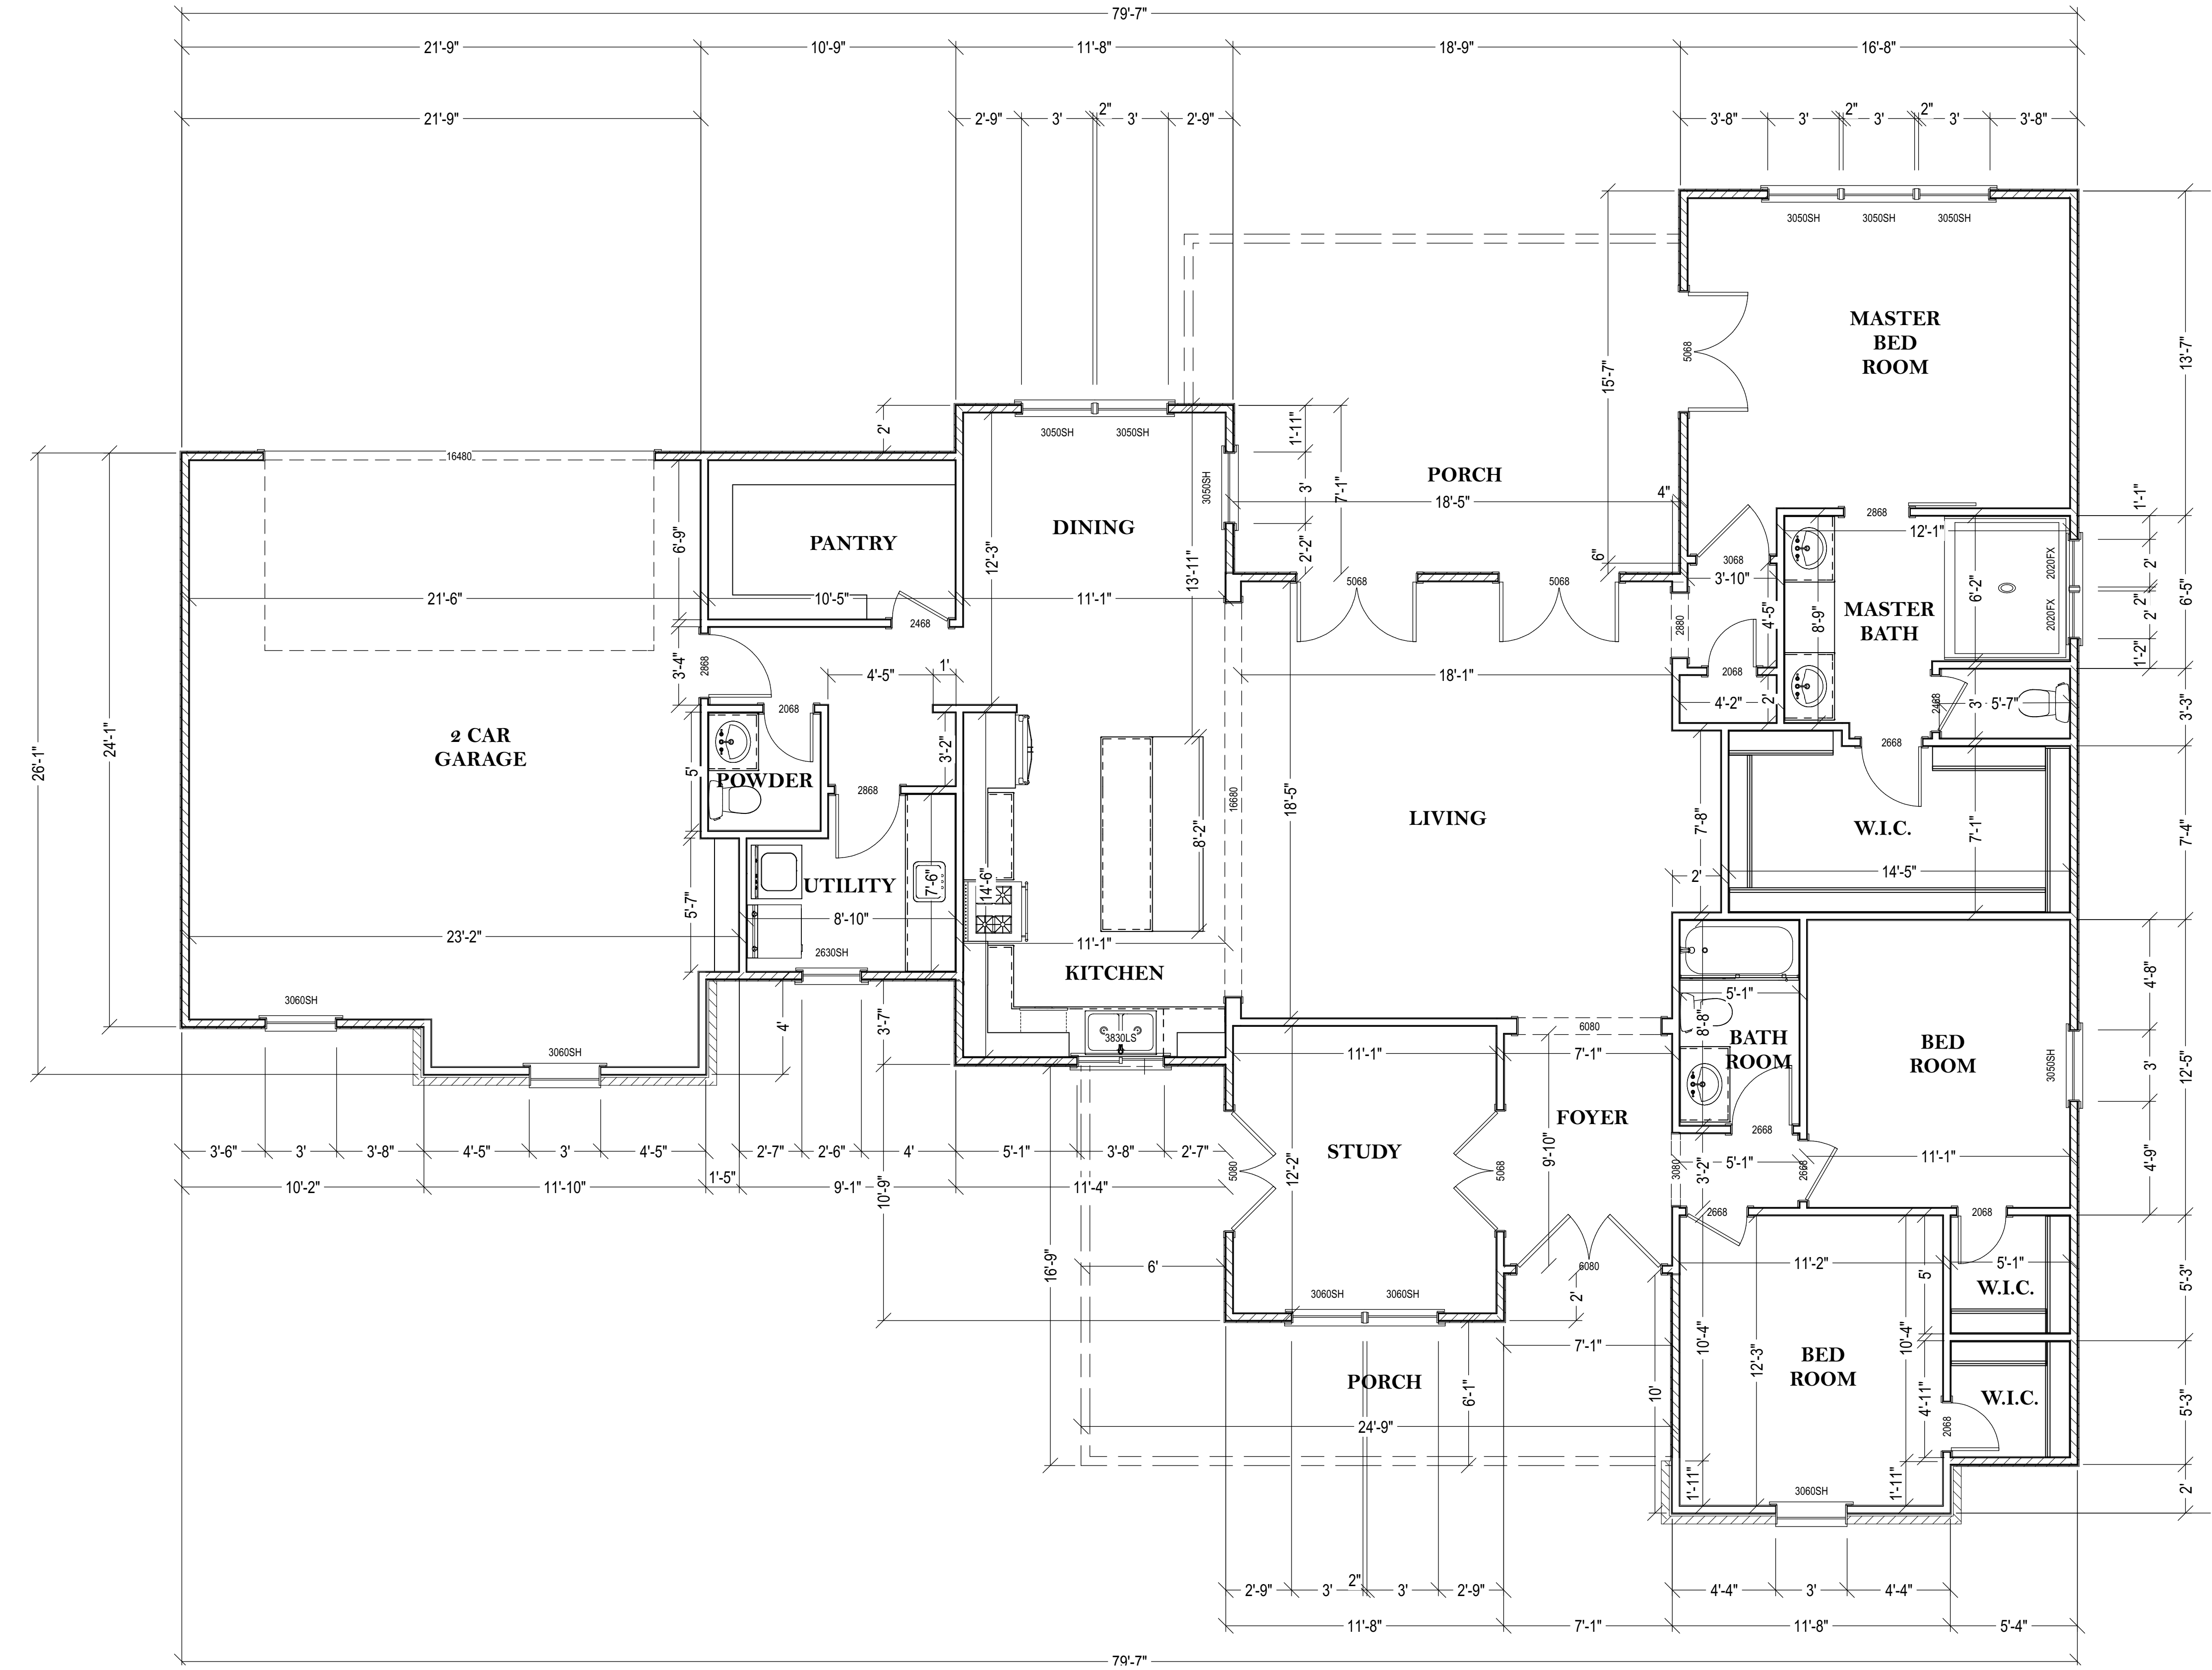 79'-7"
21'-9" 10'-9" 11'-8" 18'-9" 16'-8"
21'-9" 2'-9" 3' 2" 3' 2'-9" 3'-8" 3' 2" 3' 2" 3' 3'-8"
3050SH 3050SH 3050SH
MASTER
BED
ROOM
5068
15'-7"
13'-7"
2'
3050SH 3050SH
1'-11"
16480
3050SH
3'
7'-1"
2'-2"
PORCH
18'-5"
4"
6"
2868
12'-1"
1'-1"
DINING
PANTRY
6'-9"
12'-3"
13'-11"
21'-6"
10'-5"
11'-1"
2468
5068
5068
3068
3'-10"
4'-5"
2880
8'-9"
MASTER
BATH
6'-2"
2020FX
2020FX
2'
2"
2'
6'-5"
1'-2"
3'-4"
2868
4'-5"
1'
18'-1"
2068
4'-2"
2'
2488
3'
5'-7"
3'-3"
2068
2668
2 CAR
GARAGE
26'-1"
24'-1"
5'
POWDER
3'-2"
2868
16680
18'-5"
8'-2"
LIVING
7'-8"
W.I.C.
7'-1"
7'-4"
14'-5"
2'
UTILITY
7'-6"
14'-6"
5'-7"
8'-10"
23'-2"
2630SH
11'-1"
KITCHEN
3060SH
3060SH
4'
3'-7"
3830LS
6080
11'-1"
7'-1"
5'-1"
8'-8"
BATH
ROOM
BED
ROOM
4'-8"
3050SH
3'
12'-5"
4'-9"
FOYER
STUDY
12'-2"
9'-10"
5080
5068
2668
5'-1"
3080
3'-2"
2668
11'-1"
3'-6" 3' 3'-8" 4'-5" 3' 4'-5" 2'-7" 2'-6" 4' 5'-1" 3'-8" 2'-7"
1'-5"
10'-2" 11'-10" 9'-1" 11'-4"
10'-9"
2668
2068
6'
16'-9"
6080
2'
11'-2"
5'
5'-1"
W.I.C.
5'-3"
3060SH 3060SH
7'-1"
10'-4"
12'-3"
10'-4"
BED
ROOM
PORCH
6'-1"
10'
4'-11"
W.I.C.
5'-3"
24'-9"
2068
1'-11"
1'-11"
3060SH
2'
2'-9" 3' 2" 3' 2'-9" 4'-4" 3' 4'-4"
11'-8" 7'-1" 11'-8" 5'-4"
79'-7"